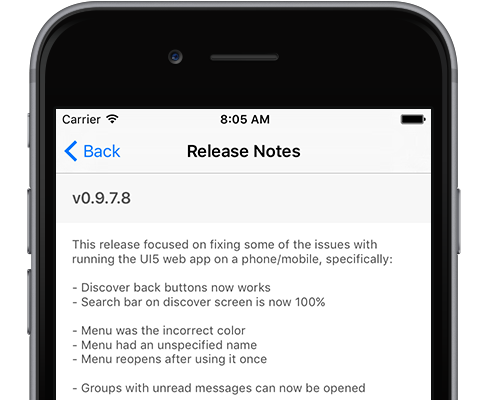 Carrier 8:05 AM
Back Release Notes
v0.9.7.8
This release focused on fixing some of the issues with
running the UI5 web app on a phone/mobile, specifically:
- Discover back buttons now works
- Search bar on discover screen is now 100%
- Menu was the incorrect color
- Menu had an unspecified name
- Menu reopens after using it once
- Groups with unread messages can now be opened